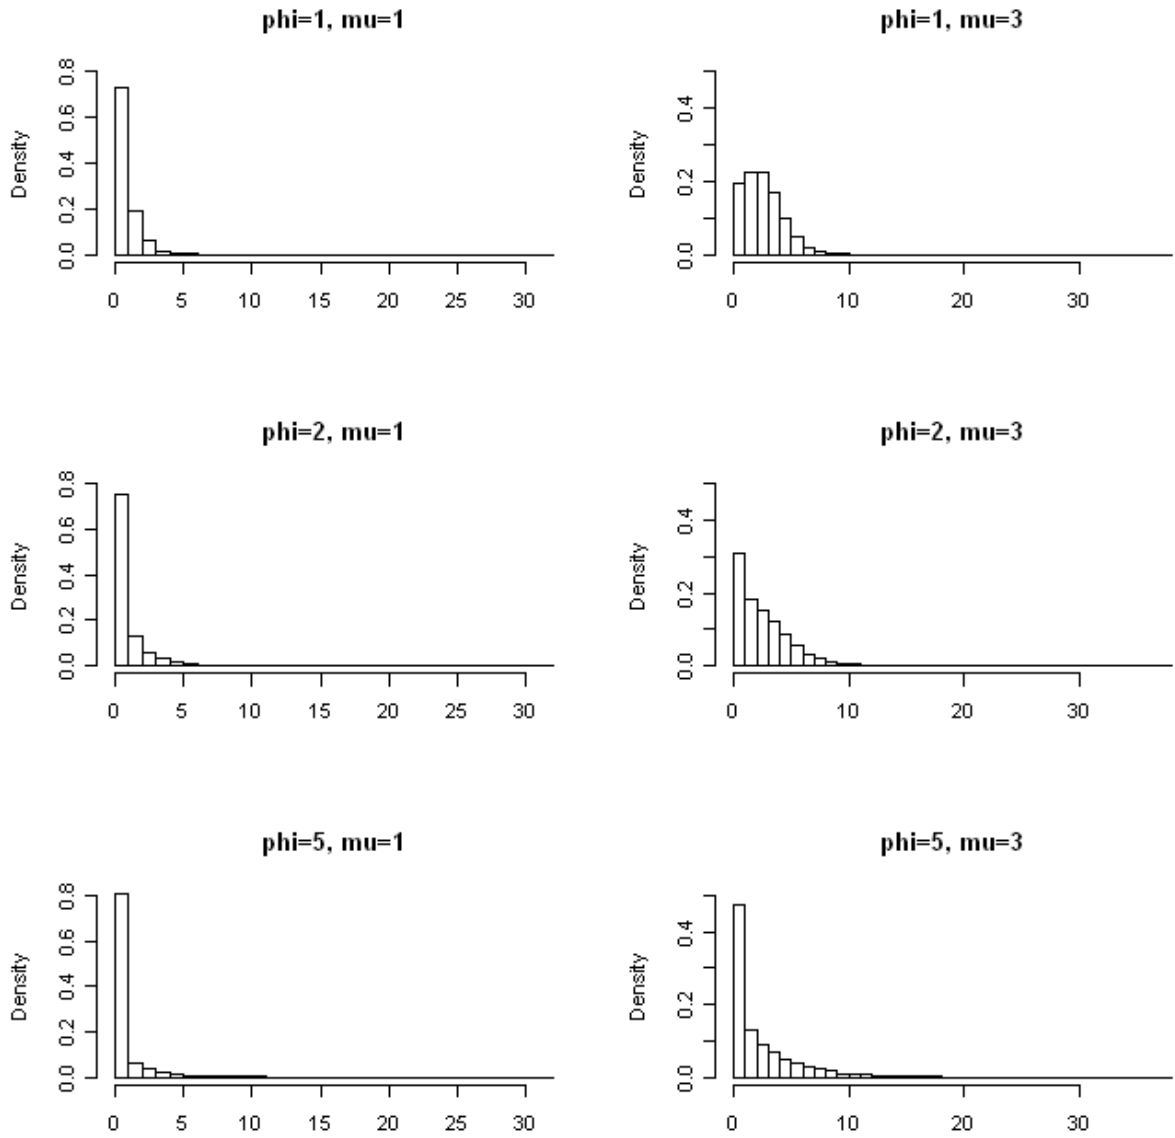 phi=1, mu=1
Density
0.0 0.2 0.4 0.6 0.8
0 5 10 15 20 25 30
phi=1, mu=3
Density
0.0 0.2 0.4
0 10 20 30
phi=2, mu=1
Density
0.0 0.2 0.4 0.6 0.8
0 5 10 15 20 25 30
phi=2, mu=3
Density
0.0 0.2 0.4
0 10 20 30
phi=5, mu=1
Density
0.0 0.2 0.4 0.6 0.8
0 5 10 15 20 25 30
phi=5, mu=3
Density
0.0 0.2 0.4
0 10 20 30